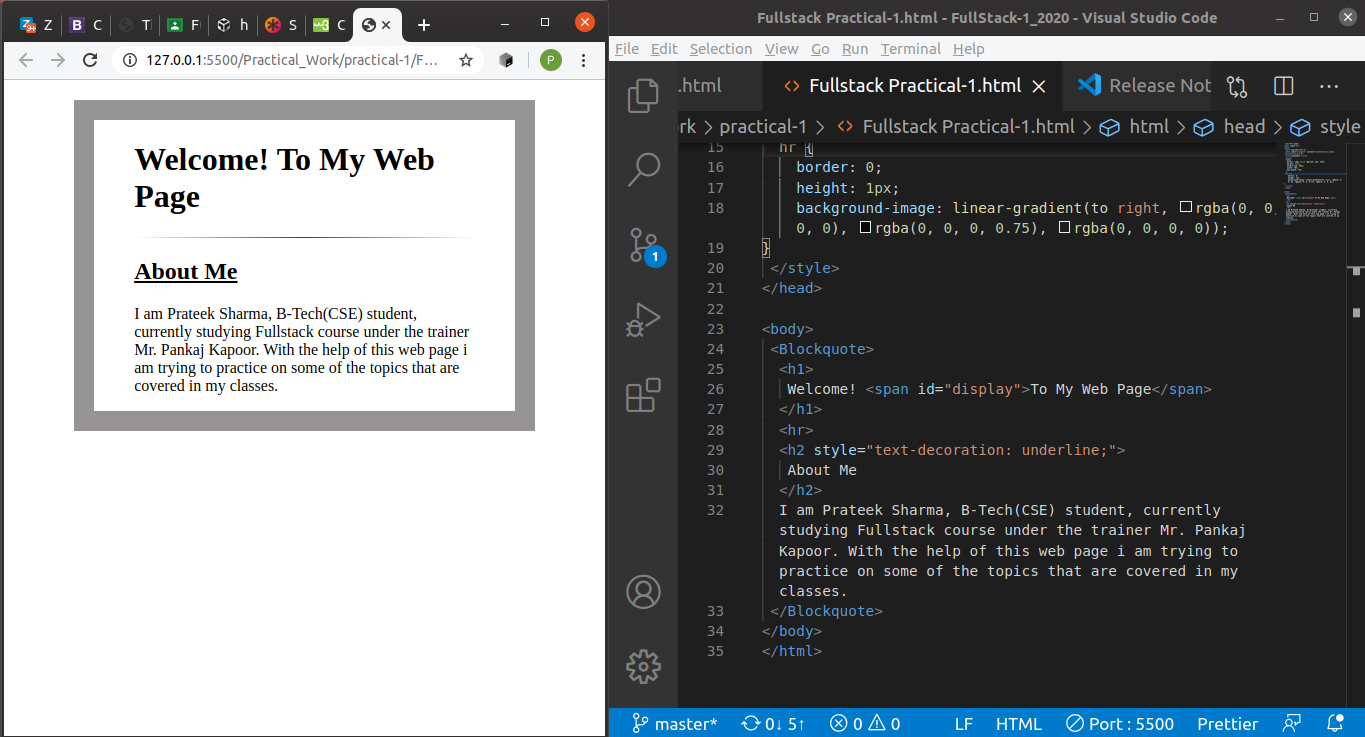 Z C T F h S C
127.0.0.1:5500/Practical_Work/practical-1/F...
P
Welcome! To My Web
Page
About Me
I am Prateek Sharma, B-Tech(CSE) student,
currently studying Fullstack course under the trainer
Mr. Pankaj Kapoor. With the help of this web page i
am trying to practice on some of the topics that are
covered in my classes.
Fullstack Practical-1.html - FullStack-1_2020 - Visual Studio Code
File Edit Selection View Go Run Terminal Help
.html Fullstack Practical-1.html Release Not
rk > practical-1 > Fullstack Practical-1.html > html > head > style
1
15 hr {
16 border: 0;
17 height: 1px;
18 background-image: linear-gradient(to right, rgba(0, 0,
0, 0), rgba(0, 0, 0, 0.75), rgba(0, 0, 0, 0));
19 }
20 </style>
21 </head>
22
23 <body>
24 <Blockquote>
25 <h1>
26 Welcome! <span id="display">To My Web Page</span>
27 </h1>
28 <hr>
29 <h2 style="text-decoration: underline;">
30 About Me
31 </h2>
32 I am Prateek Sharma, B-Tech(CSE) student, currently
studying Fullstack course under the trainer Mr. Pankaj
Kapoor. With the help of this web page i am trying to
practice on some of the topics that are covered in my
classes.
33 </Blockquote>
34 </body>
35 </html>
master* 0↓ 5↑ 0 0 LF HTML Port : 5500 Prettier